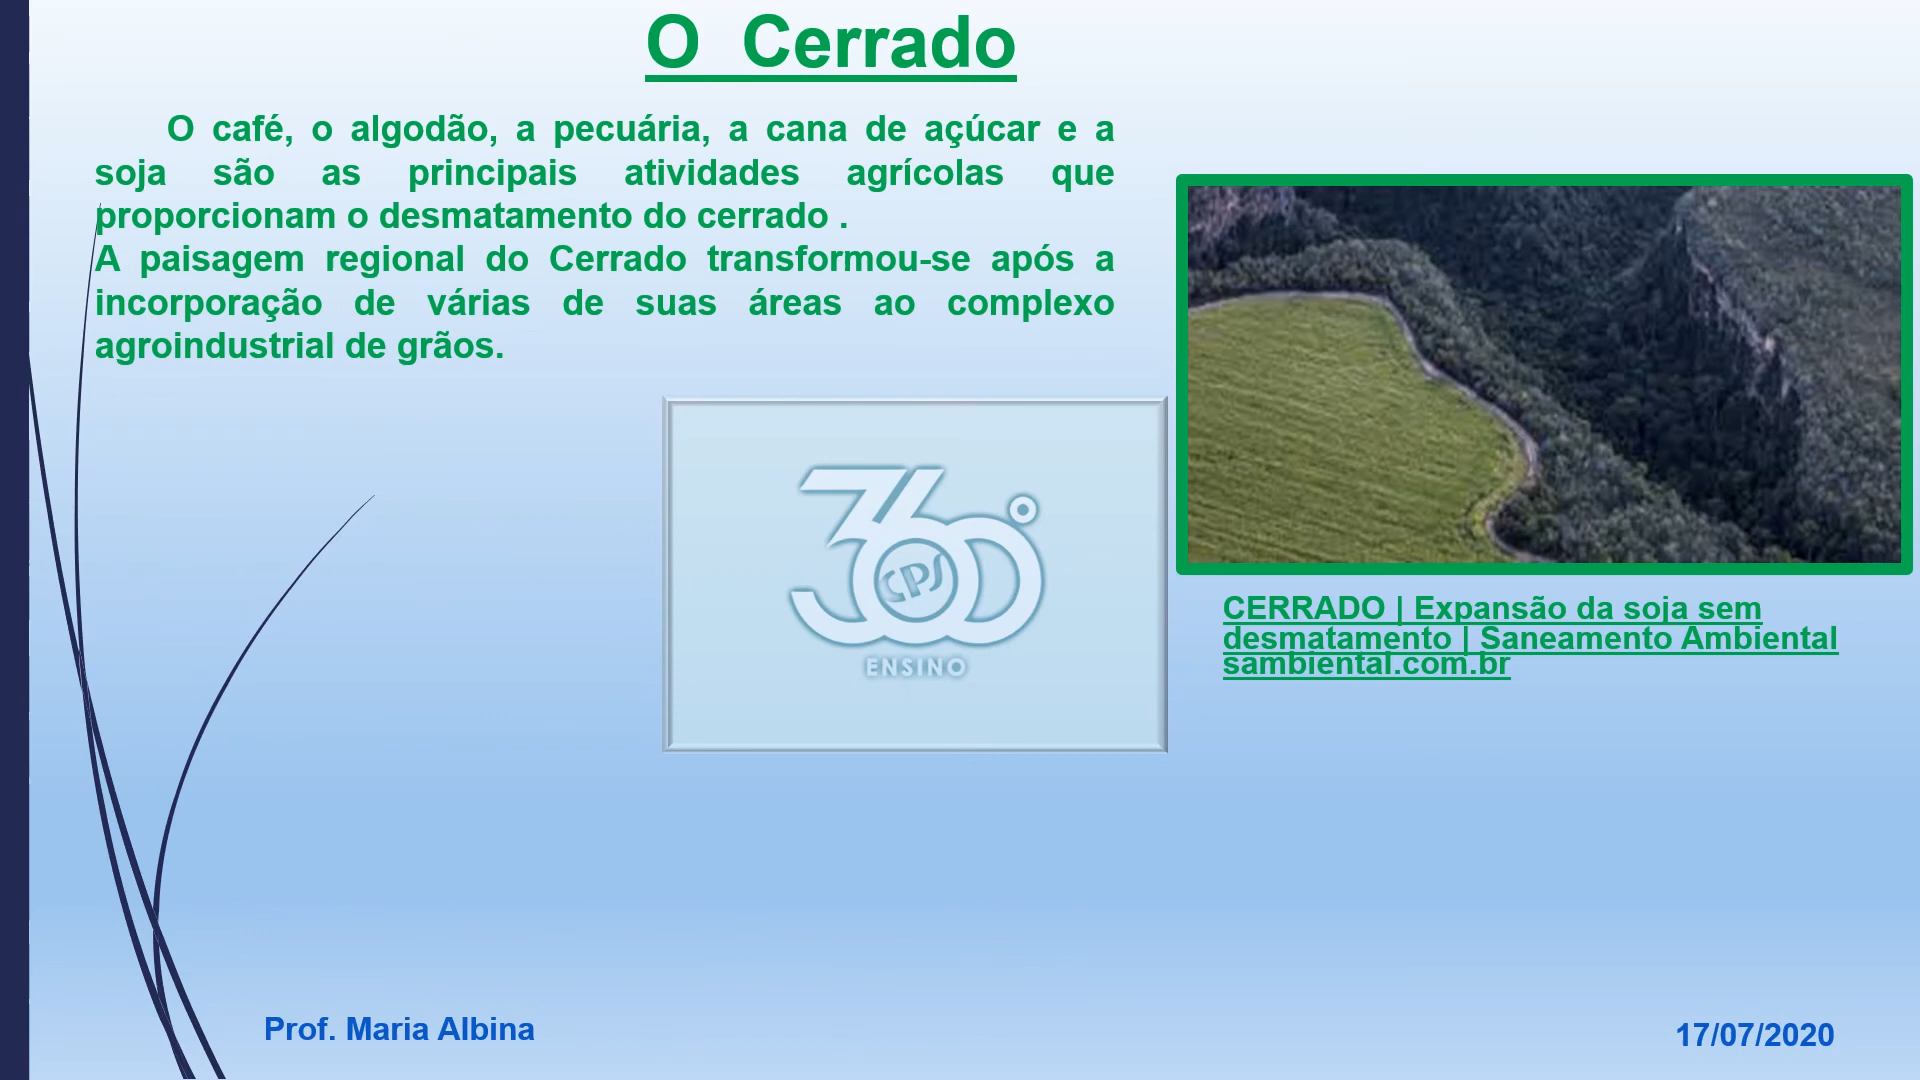 O Cerrado
O café, o algodão, a pecuária, a cana de açúcar e a
soja são as principais atividades agrícolas que
proporcionam o desmatamento do cerrado .
A paisagem regional do Cerrado transformou-se após a
incorporação de várias de suas áreas ao complexo
agroindustrial de grãos.
360°
CPS
ENSINO
CERRADO | Expansão da soja sem
desmatamento | Saneamento Ambiental
sambiental.com.br
Prof. Maria Albina
17/07/2020